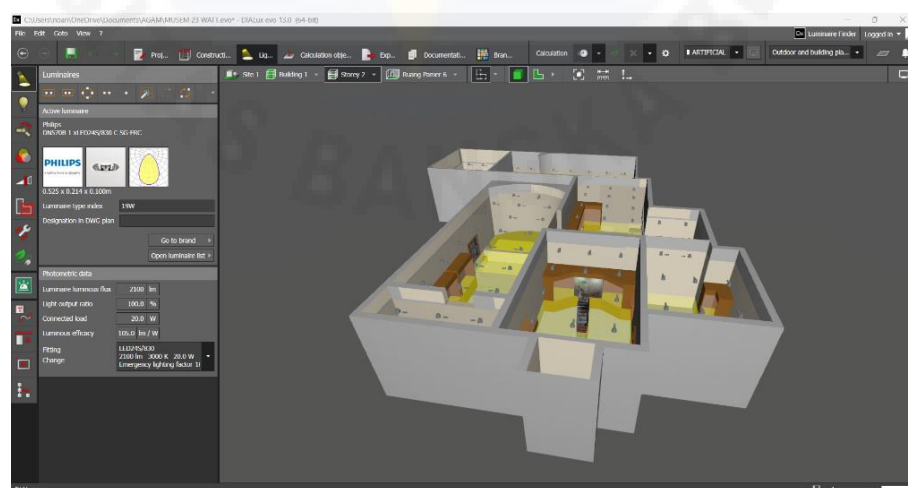 C:\Users\noam\OneDrive\Documents\AGAM\MUSEM 23 WATT.evo* - DIALux evo 13.0 (64-bit)
File Edit Goto View ?
Luminaire Finder Logged in
Proj... Constructi... Lig... Calculation obje... Exp... Documentati... Bran... Calculation ARTIFICIAL Outdoor and building pla...
Luminaires
Site 1 Building 1 Storey 2 Ruang Pamer 6
Active luminaire
Philips
DN570B 1 xLED24S/830 C SG-FRC
PHILIPS
0.525 x 0.214 x 0.100m
Luminaire type index 19W
Designation in DWG plan
Go to brand
Open luminaire list
Photometric data
Luminaire luminous flux 2100 lm
Light output ratio 100.0 %
Connected load 20.0 W
Luminous efficacy 105.0 lm / W
Fitting LED24S/830
Change 2100 lm 3000 K 20.0 W
Emergency lighting factor